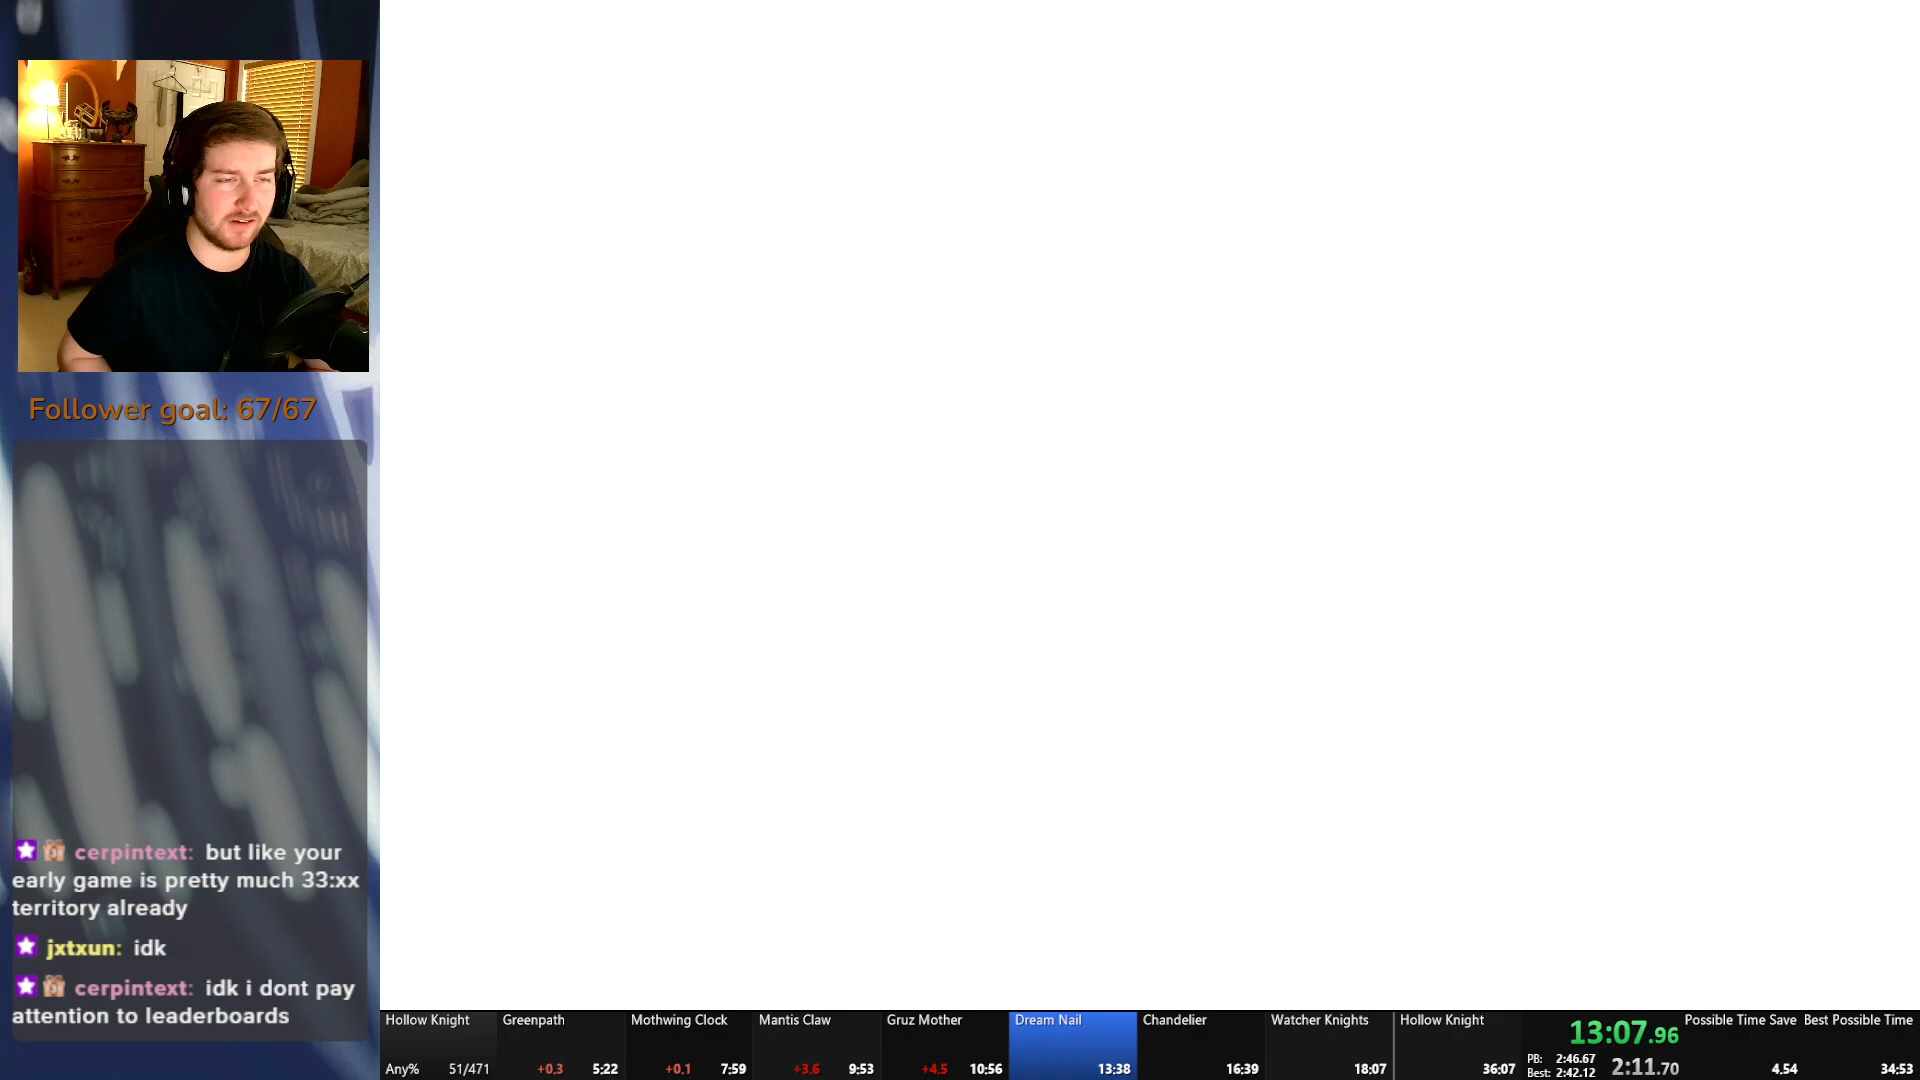 Follower goal: 67/67
cerpintext: but like your
early game is pretty much 33:xx
territory already
jxtxun: idk
cerpintext: idk i dont pay
attention to leaderboards
Hollow Knight
Any% 51/471
Greenpath
+0.3 5:22
Mothwing Clock
+0.1 7:59
Mantis Claw
+3.6 9:53
Gruz Mother
+4.5 10:56
Dream Nail
13:38
Chandelier
16:39
Watcher Knights
18:07
Hollow Knight
36:07
13:07.96
PB: 2:46.67
Best: 2:42.12
2:11.70
Possible Time Save
4.54
Best Possible Time
34:53